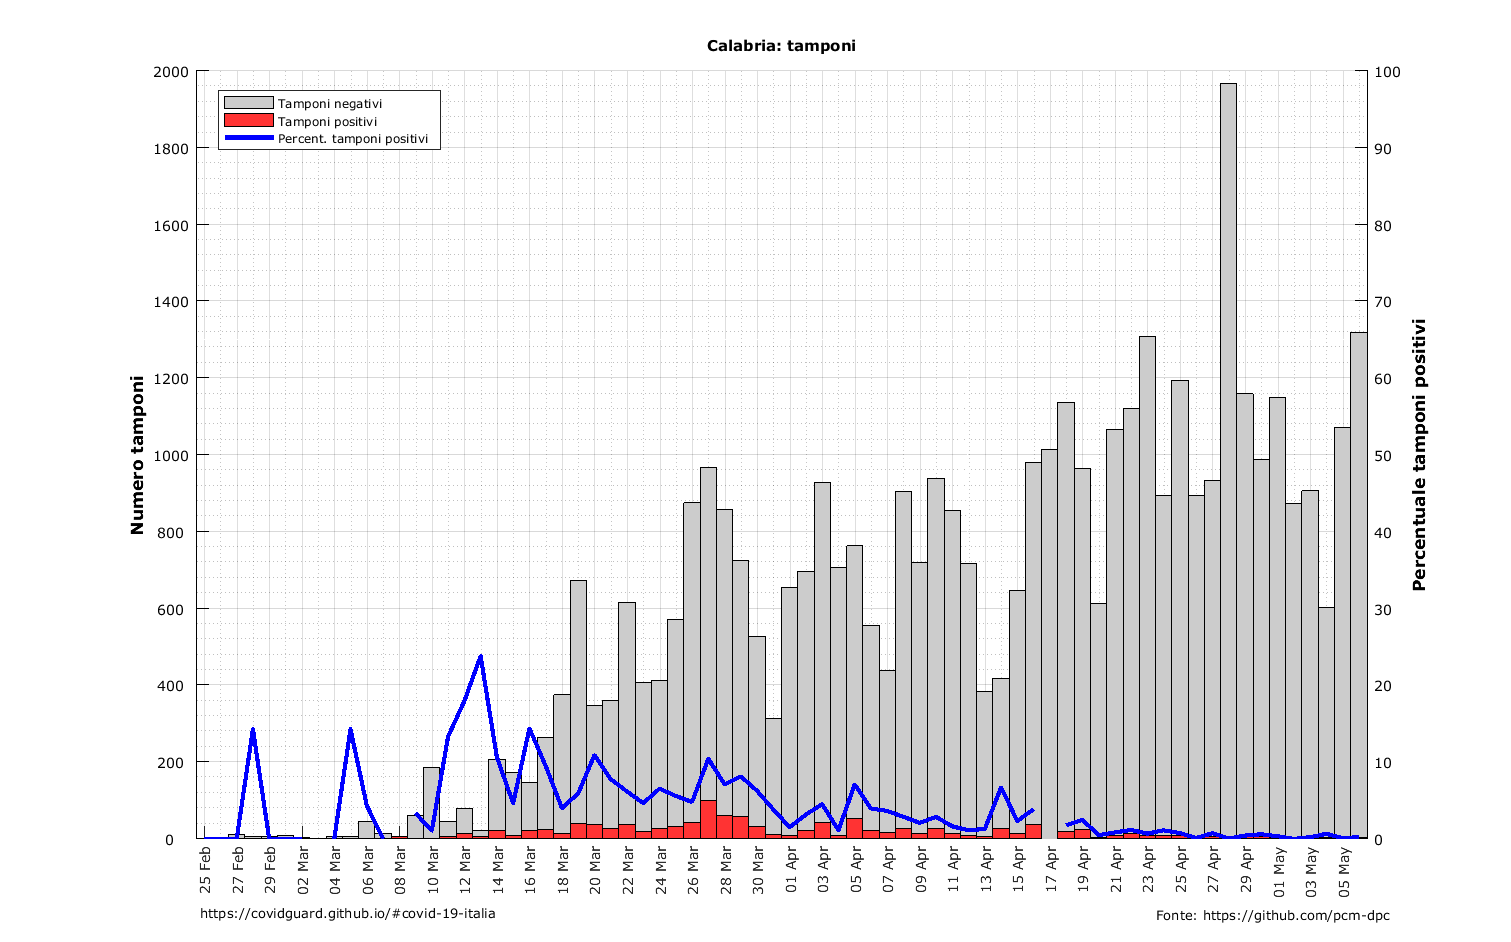 Calabria: tamponi
Tamponi negativi
Tamponi positivi
Percent. tamponi positivi
Numero tamponi
2000
1800
1600
1400
1200
1000
800
600
400
200
0
100
90
80
70
60
50
40
30
20
10
0
Percentuale tamponi positivi
25 Feb
27 Feb
29 Feb
02 Mar
04 Mar
06 Mar
08 Mar
10 Mar
12 Mar
14 Mar
16 Mar
18 Mar
20 Mar
22 Mar
24 Mar
26 Mar
28 Mar
30 Mar
01 Apr
03 Apr
05 Apr
07 Apr
09 Apr
11 Apr
13 Apr
15 Apr
17 Apr
19 Apr
21 Apr
23 Apr
25 Apr
27 Apr
29 Apr
01 May
03 May
05 May
https://covidguard.github.io/#covid-19-italia
Fonte: https://github.com/pcm-dpc